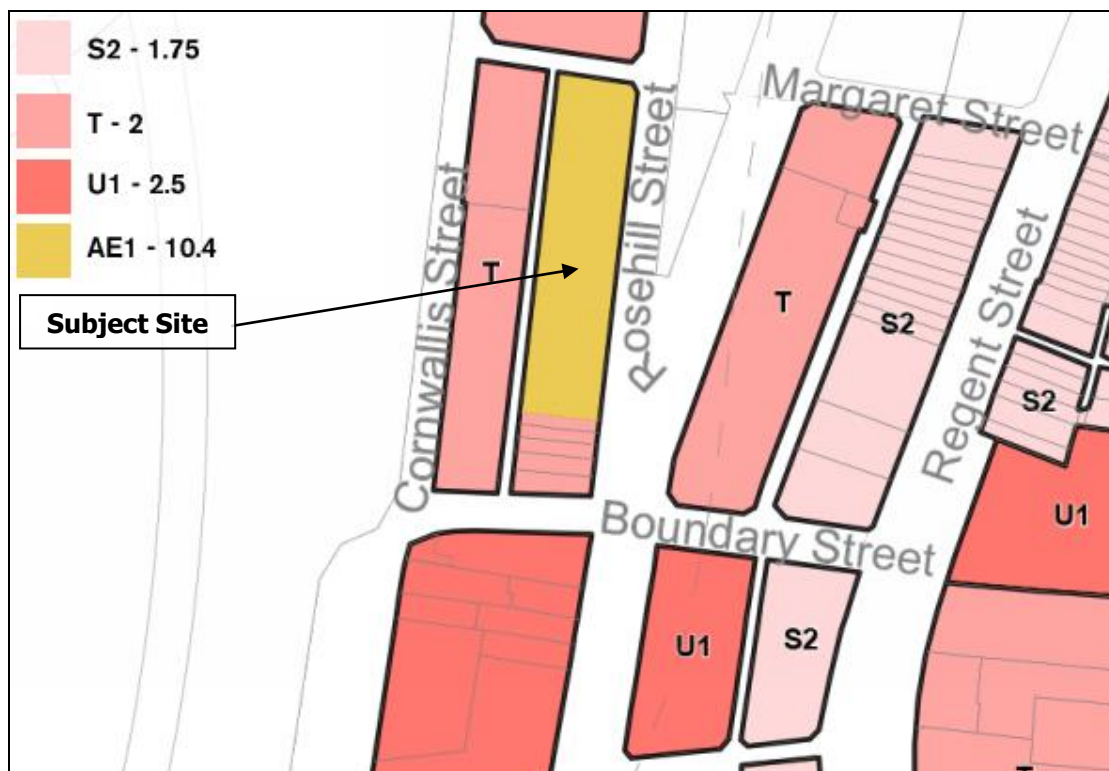 S2 - 1.75
T - 2
U1 - 2.5
AE1 - 10.4
Subject Site
Cornwallis Street
Rosehill Street
Margaret Street
Regent Street
Boundary Street
T
T
S2
S2
U1
U1
S2
T